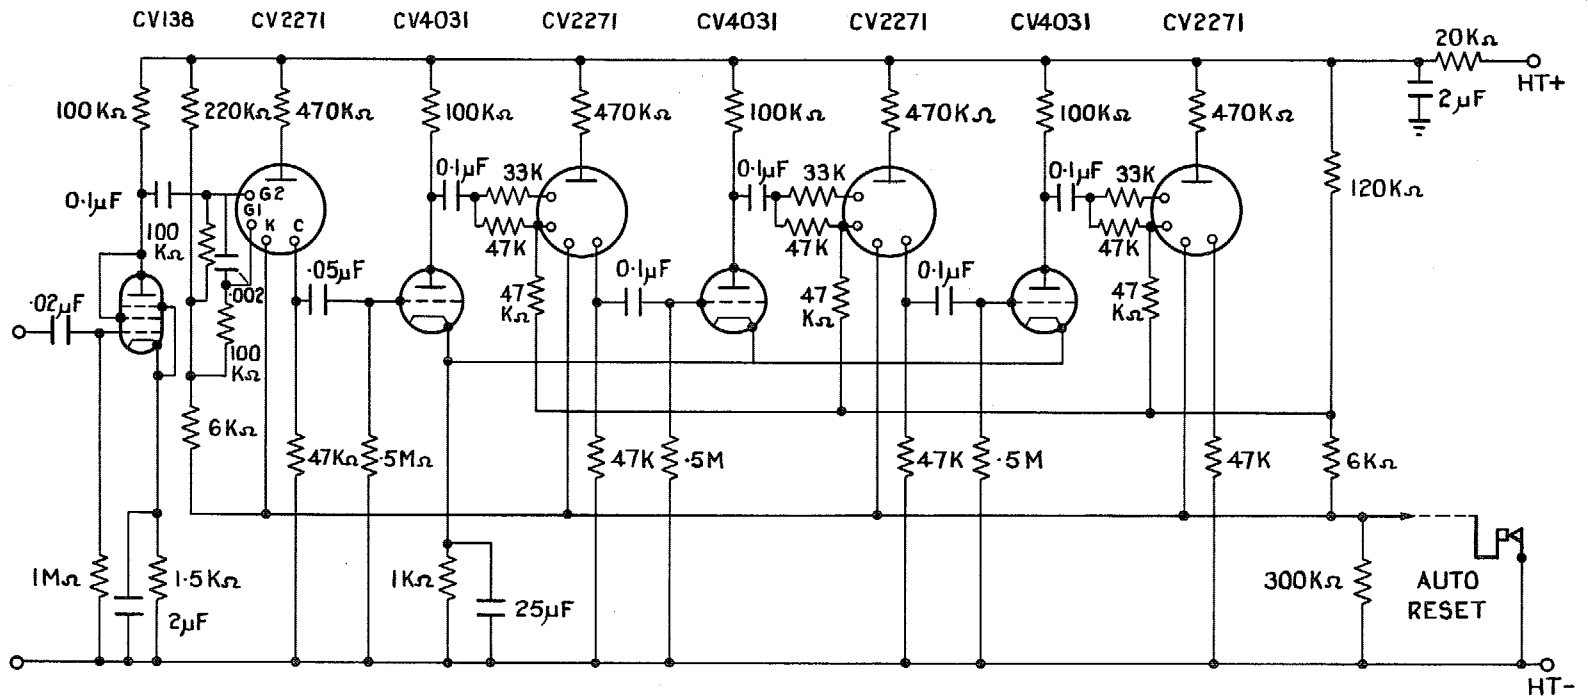 CV138 CV2271 CV4031 CV2271 CV4031 CV2271 CV4031 CV2271
20KΩ
HT+
2µF
100KΩ 220KΩ 470KΩ 100KΩ 470KΩ 100KΩ 470KΩ 100KΩ 470KΩ
0·1µF G2 G1 K C
0·1µF 33K 47K
0·1µF 33K 47K
0·1µF 33K 47K
120KΩ
100
KΩ
·002
·02µF
·05µF
0·1µF
0·1µF
47
KΩ
47
KΩ
47
KΩ
100
KΩ
6KΩ 47KΩ ·5MΩ 47K ·5M 47K ·5M 47K 6KΩ
1MΩ 1·5KΩ 1KΩ 300KΩ AUTO
RESET
2µF 25µF
HT-